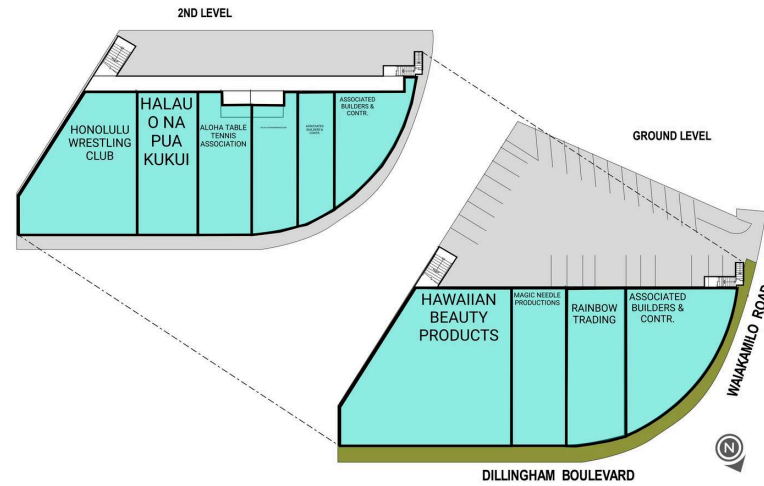 2ND LEVEL
HONOLULU
WRESTLING
CLUB
HALAU
O NA
PUA
KUKUI
ALOHA TABLE
TENNIS
ASSOCIATION
ASSOCIATED
BUILDERS
& CONTR.
ASSOCIATED
BUILDERS &
CONTR.
GROUND LEVEL
HAWAIIAN
BEAUTY
PRODUCTS
MAGIC NEEDLE
PRODUCTIONS
RAINBOW
TRADING
ASSOCIATED
BUILDERS &
CONTR.
WAIAKAMILO ROAD
N
DILLINGHAM BOULEVARD